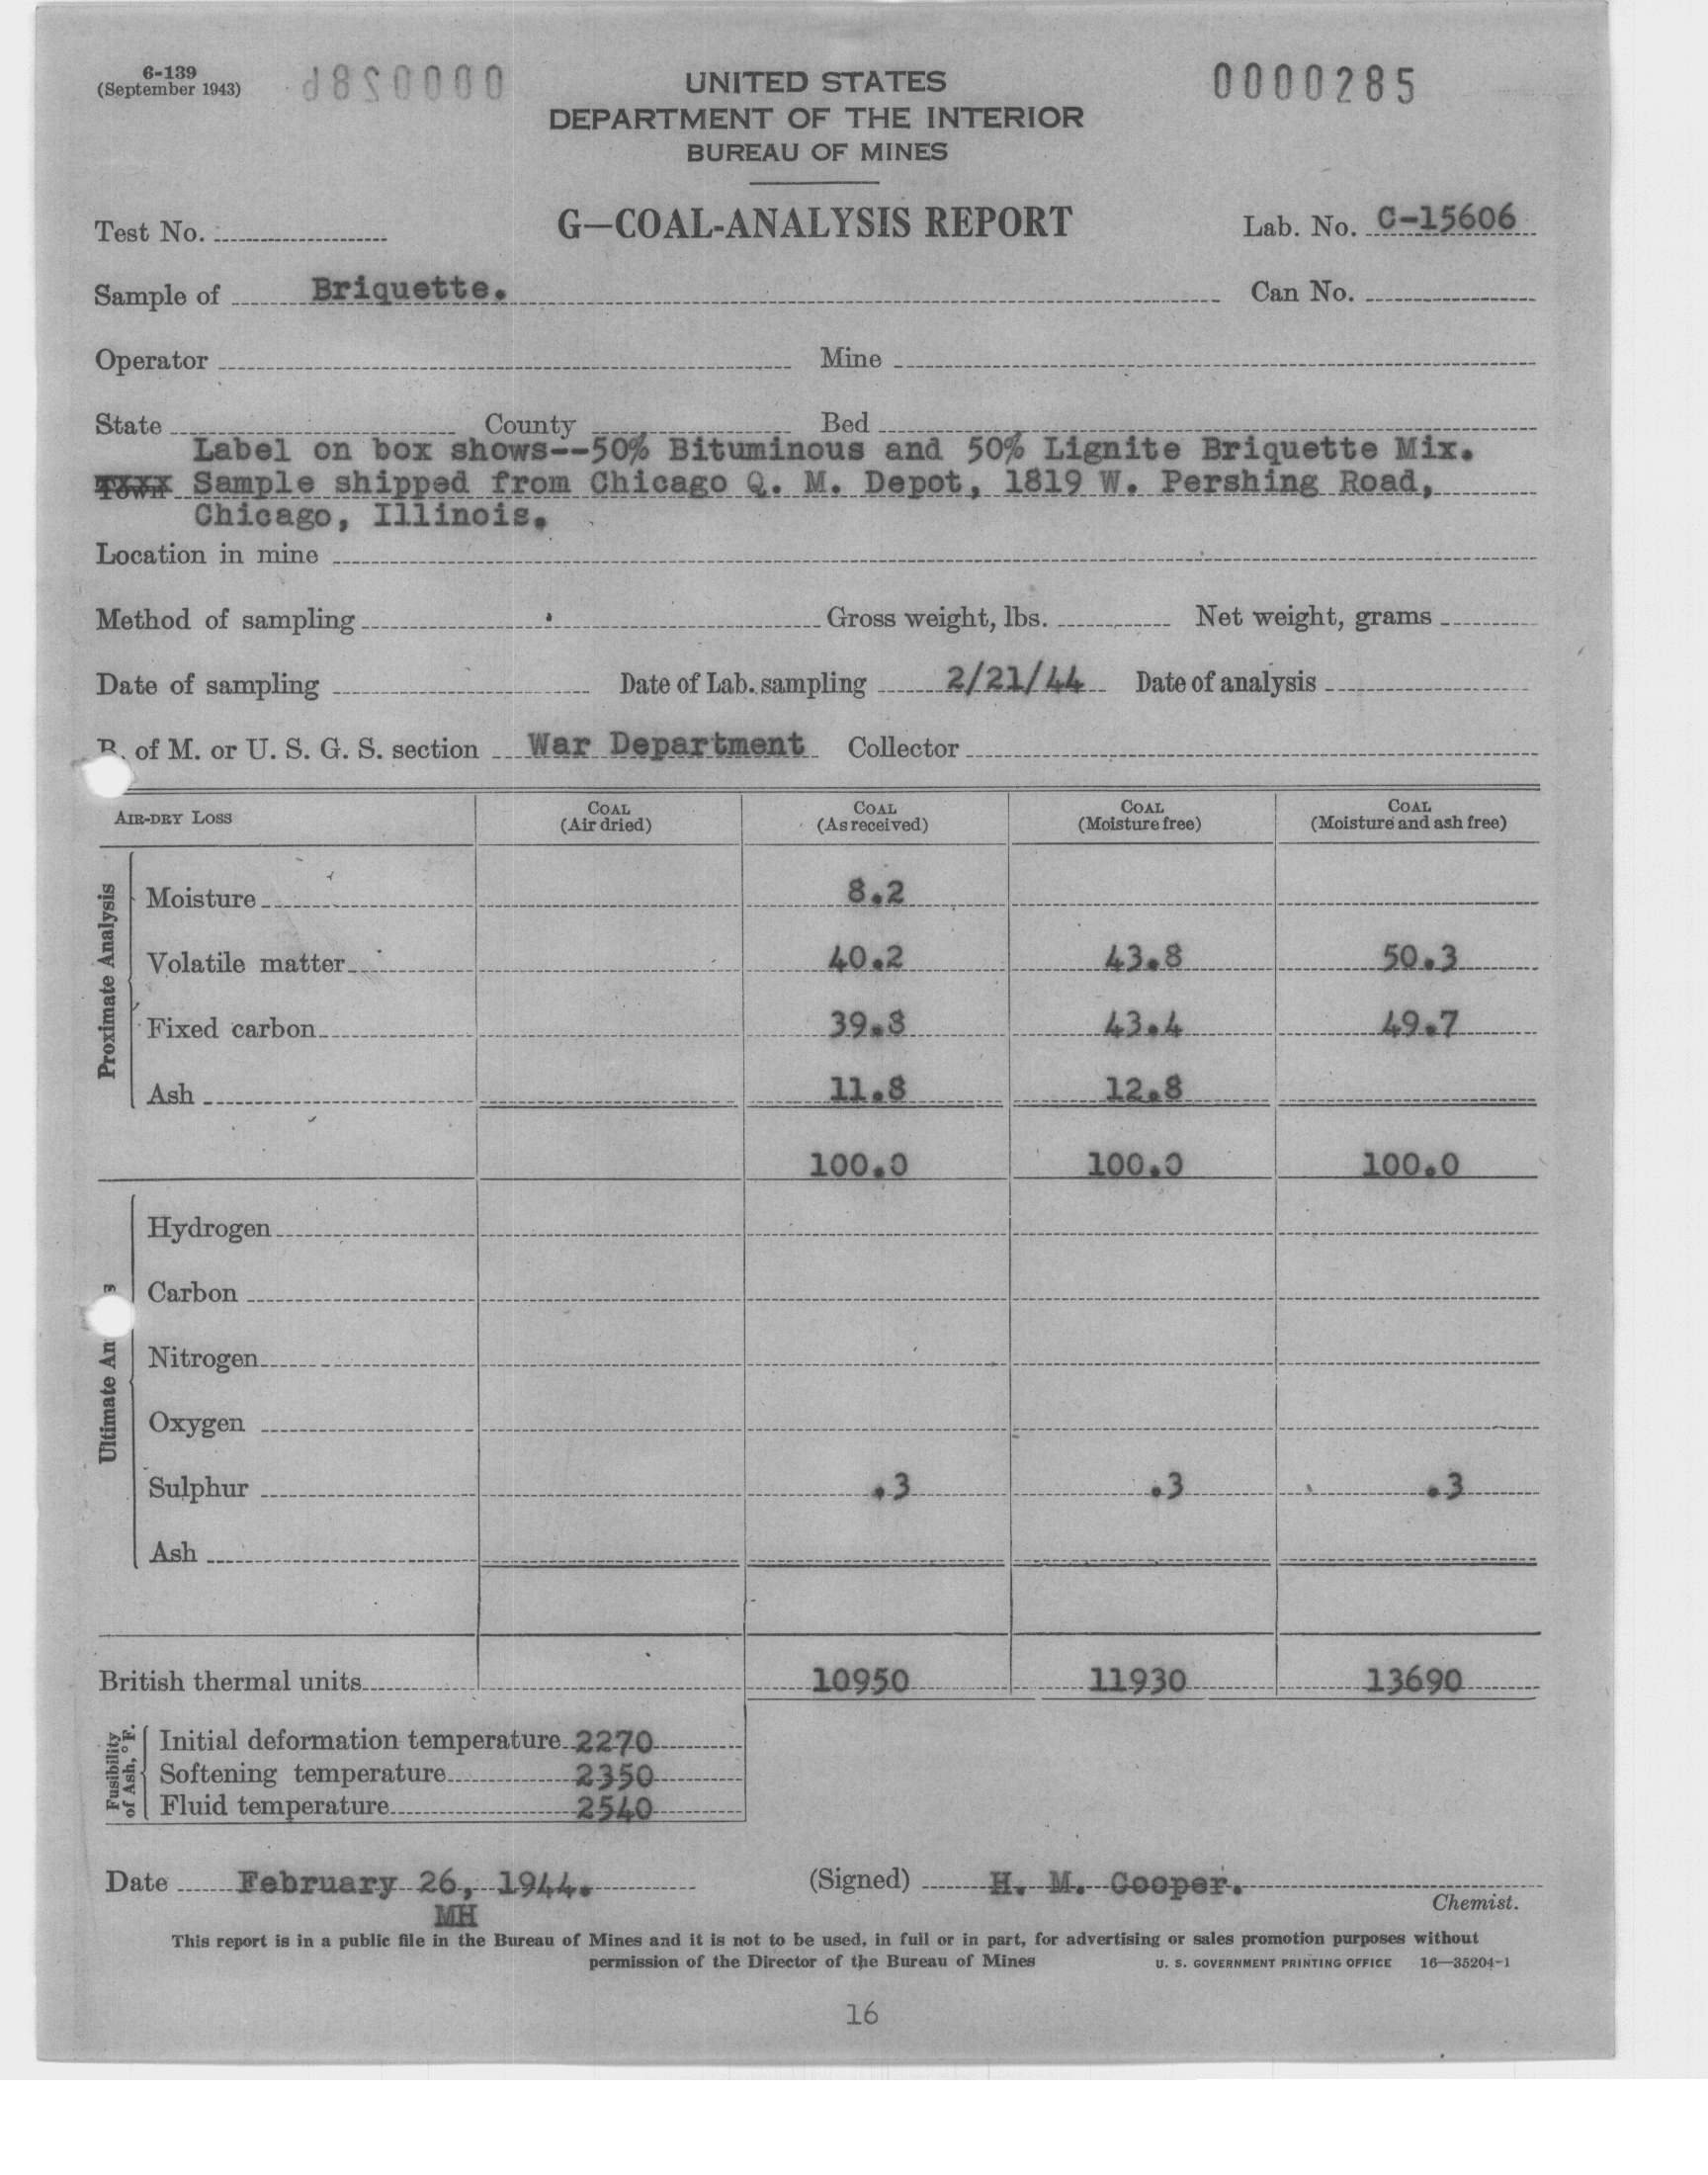 6-139
(September 1943)
0000285
UNITED STATES
DEPARTMENT OF THE INTERIOR
BUREAU OF MINES
G—COAL-ANALYSIS REPORT
Test No.
Lab. No. C-15606
Sample of Briquette.
Can No.
Operator
Mine
State County Bed
Label on box shows--50% Bituminous and 50% Lignite Briquette Mix.
Town Sample shipped from Chicago Q. M. Depot, 1819 W. Pershing Road,
Chicago, Illinois.
Location in mine
Method of sampling Gross weight, lbs. Net weight, grams
Date of sampling Date of Lab. sampling 2/21/44 Date of analysis
B. of M. or U. S. G. S. section War Department Collector
AIR-DRY LOSS COAL (Air dried) COAL (As received) COAL (Moisture free) COAL (Moisture and ash free)
Proximate Analysis
Moisture 8.2
Volatile matter 40.2 43.8 50.3
Fixed carbon 39.8 43.4 49.7
Ash 11.8 12.8
100.0 100.0 100.0
Ultimate An
Hydrogen
Carbon
Nitrogen
Oxygen
Sulphur .3 .3 .3
Ash
British thermal units 10950 11930 13690
Fusibility of Ash, °F.
Initial deformation temperature 2270
Softening temperature 2350
Fluid temperature 2540
Date February 26, 1944. (Signed) H. M. Cooper.
Chemist.
MH
This report is in a public file in the Bureau of Mines and it is not to be used, in full or in part, for advertising or sales promotion purposes without
permission of the Director of the Bureau of Mines U. S. GOVERNMENT PRINTING OFFICE 16—35204-1
16